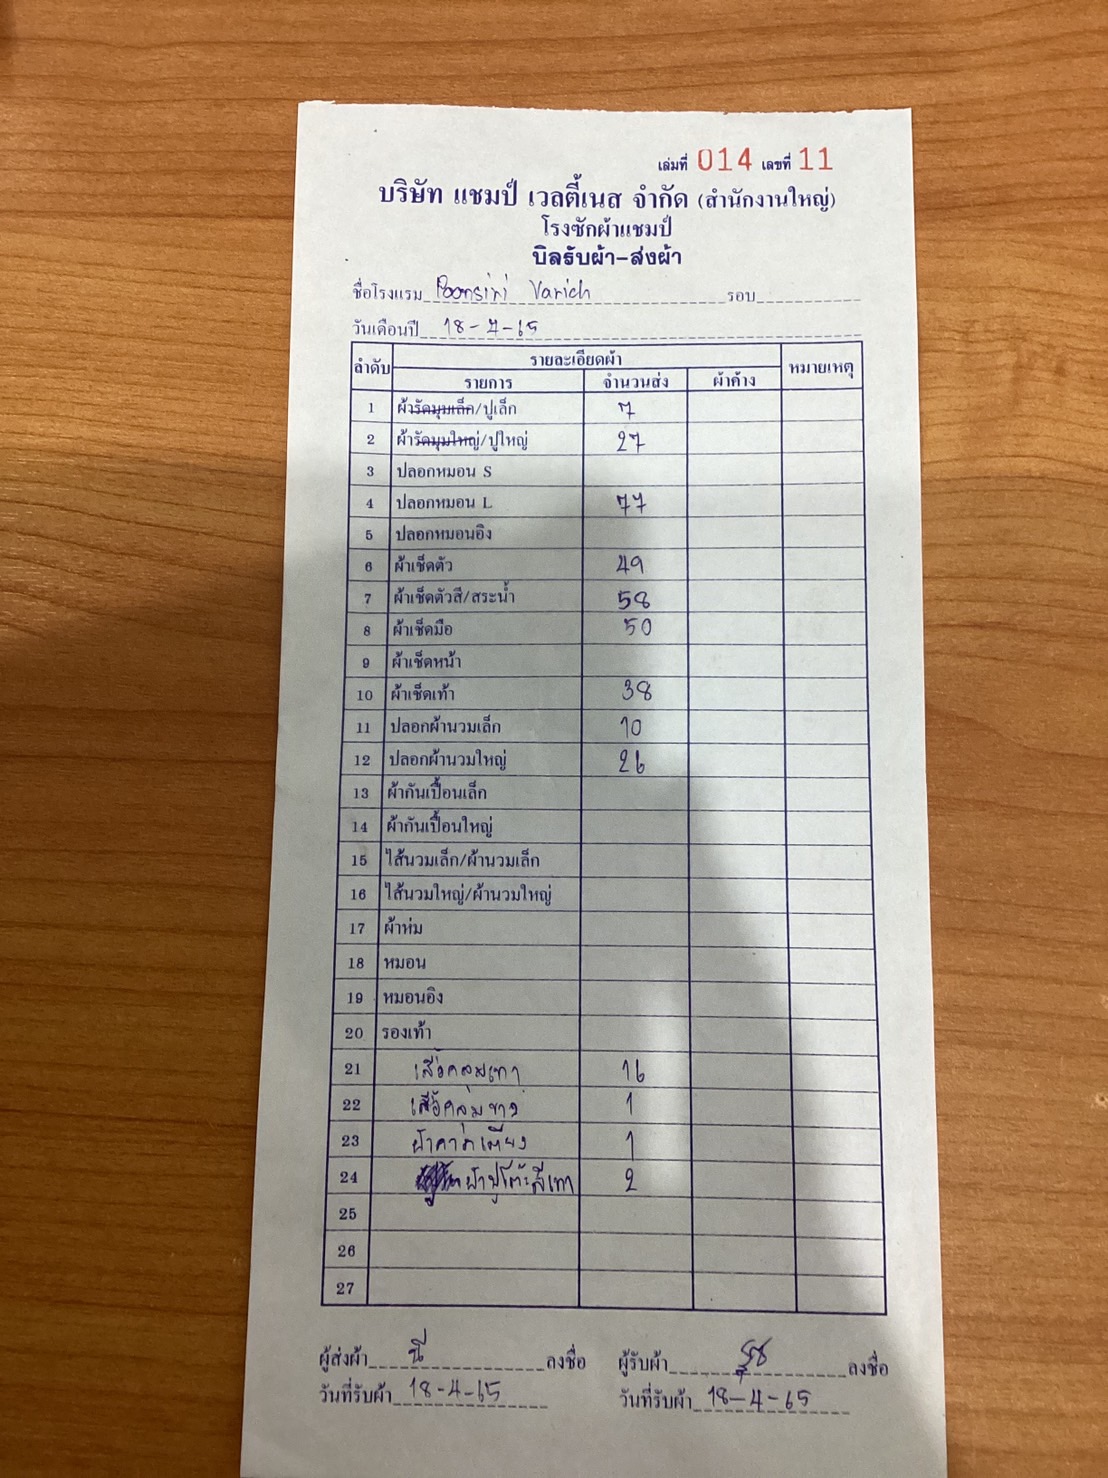 เล่มที่ 014 เลขที่ 11
บริษัท แชมป์ เวลตี้เนส จำกัด (สำนักงานใหญ่)
โรงซักผ้าแชมป์
บิลรับผ้า-ส่งผ้า
ชื่อโรงแรม Poonsiri Varich รอบ
วันเดือนปี 18-4-65
ลำดับ รายละเอียดผ้า หมายเหตุ
รายการ จำนวนส่ง ผ้าค้าง
1 ผ้ารัดมุมเล็ก/ปูเล็ก 7
2 ผ้ารัดมุมใหญ่/ปูใหญ่ 27
3 ปลอกหมอน S
4 ปลอกหมอน L 77
5 ปลอกหมอนอิง
6 ผ้าเช็ดตัว 49
7 ผ้าเช็ดตัวสี/สระน้ำ 58
8 ผ้าเช็ดมือ 50
9 ผ้าเช็ดหน้า
10 ผ้าเช็ดเท้า 38
11 ปลอกผ้านวมเล็ก 10
12 ปลอกผ้านวมใหญ่ 26
13 ผ้ากันเปื้อนเล็ก
14 ผ้ากันเปื้อนใหญ่
15 ไส้นวมเล็ก/ผ้านวมเล็ก
16 ไส้นวมใหญ่/ผ้านวมใหญ่
17 ผ้าห่ม
18 หมอน
19 หมอนอิง
20 รองเท้า
21 เสื้อคลุมเทา 16
22 เสื้อคลุมขาว 1
23 ผ้าคาดเตียง 1
24 ผ้าปูโต๊ะสีเทา 2
25
26
27
ผู้ส่งผ้า นี ลงชื่อ ผู้รับผ้า ลงชื่อ
วันที่รับผ้า 18-4-65 วันที่รับผ้า 18-4-65